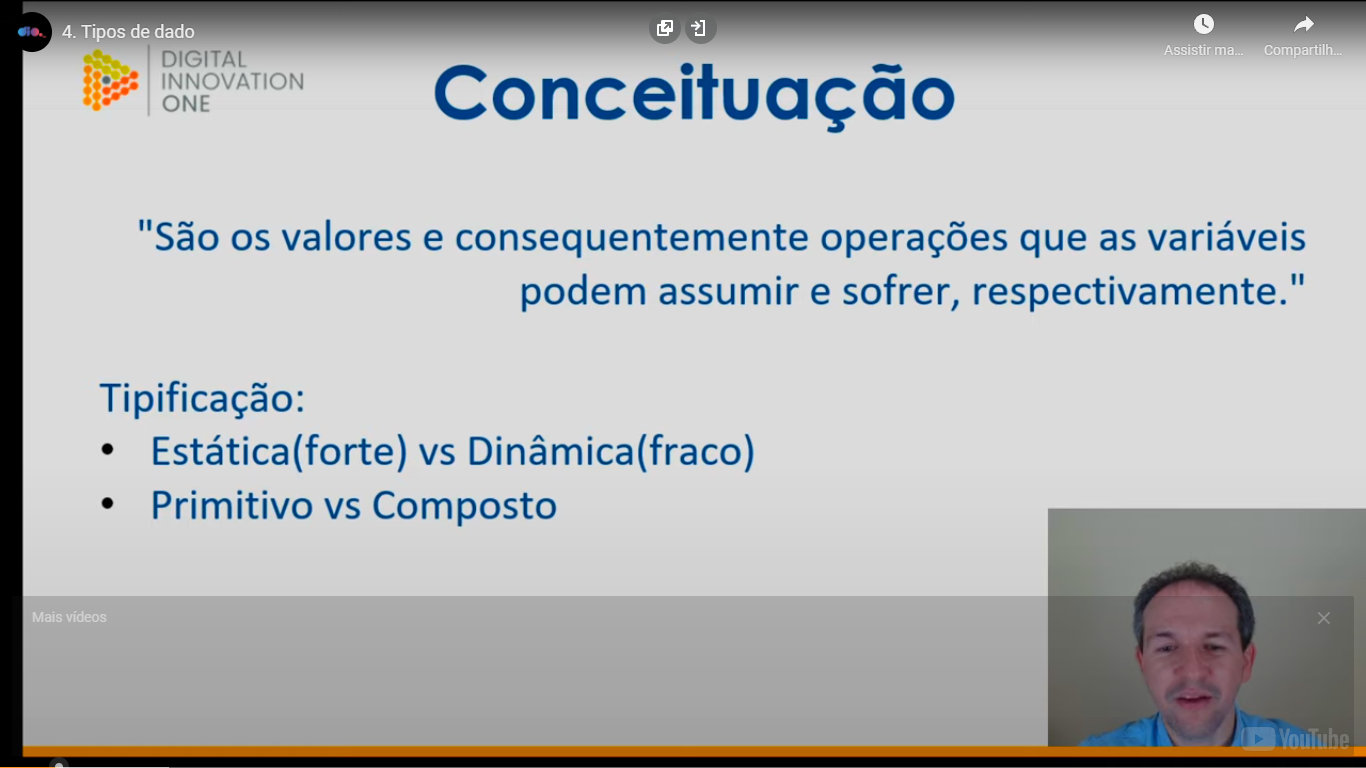 dio.
4. Tipos de dado
Assistir ma...
Compartilh...
DIGITAL
INNOVATION
ONE
Conceituação
"São os valores e consequentemente operações que as variáveis
podem assumir e sofrer, respectivamente."
Tipificação:
• Estática(forte) vs Dinâmica(fraco)
• Primitivo vs Composto
Mais vídeos
YouTube